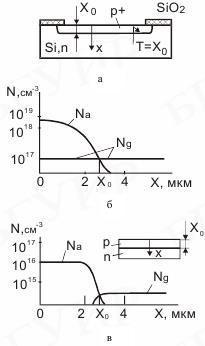 X₀ p+ SiO2
Si,n x T=X₀
а
N,см⁻³
10¹⁹ Na
10¹⁸
10¹⁷ Ng
0 2 X₀ 4 X, мкм
б
N,см⁻³
10¹⁷ Na p X₀
10¹⁶ n x
10¹⁵ Ng
0 2 X₀ 4 X, мкм
в